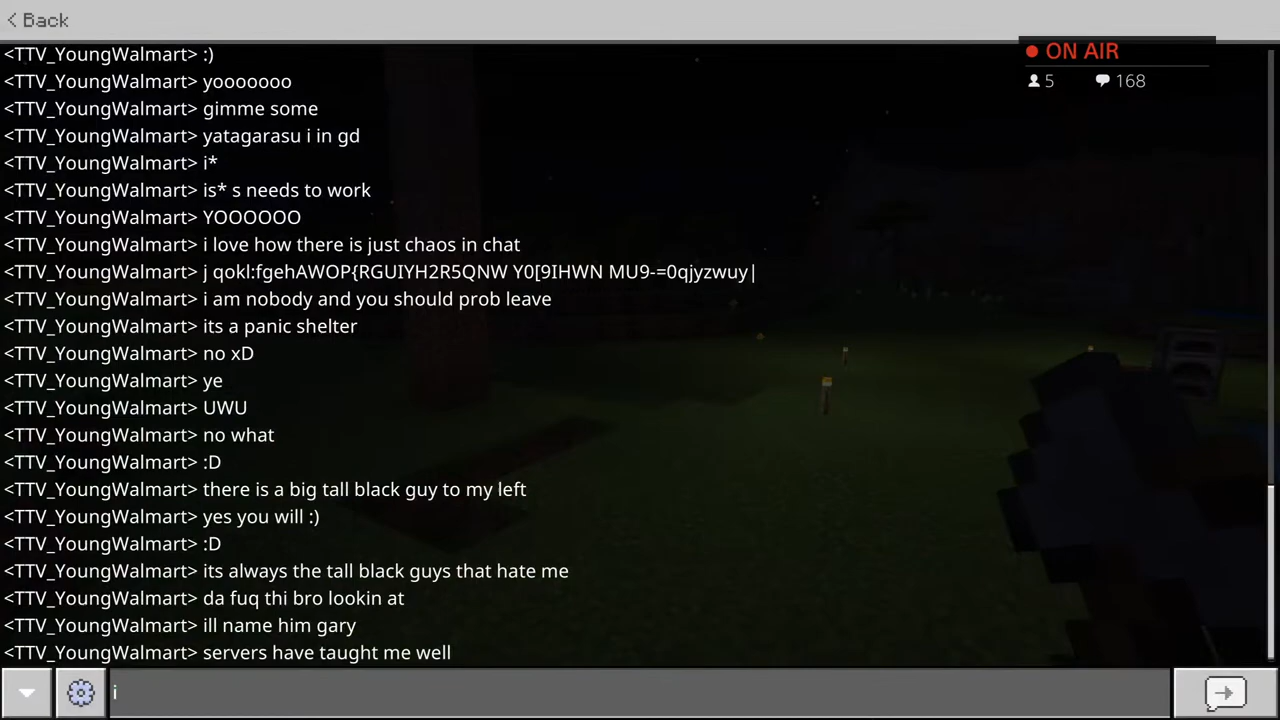 Back
ON AIR
5 168
<TTV_YoungWalmart> :)
<TTV_YoungWalmart> yooooooo
<TTV_YoungWalmart> gimme some
<TTV_YoungWalmart> yatagarasu i in gd
<TTV_YoungWalmart> i*
<TTV_YoungWalmart> is* s needs to work
<TTV_YoungWalmart> YOOOOOO
<TTV_YoungWalmart> i love how there is just chaos in chat
<TTV_YoungWalmart> j qokl:fgehAWOP{RGUIYH2R5QNW Y0[9IHWN MU9-=0qjyzwuy|
<TTV_YoungWalmart> i am nobody and you should prob leave
<TTV_YoungWalmart> its a panic shelter
<TTV_YoungWalmart> no xD
<TTV_YoungWalmart> ye
<TTV_YoungWalmart> UWU
<TTV_YoungWalmart> no what
<TTV_YoungWalmart> :D
<TTV_YoungWalmart> there is a big tall black guy to my left
<TTV_YoungWalmart> yes you will :)
<TTV_YoungWalmart> :D
<TTV_YoungWalmart> its always the tall black guys that hate me
<TTV_YoungWalmart> da fuq thi bro lookin at
<TTV_YoungWalmart> ill name him gary
<TTV_YoungWalmart> servers have taught me well
i